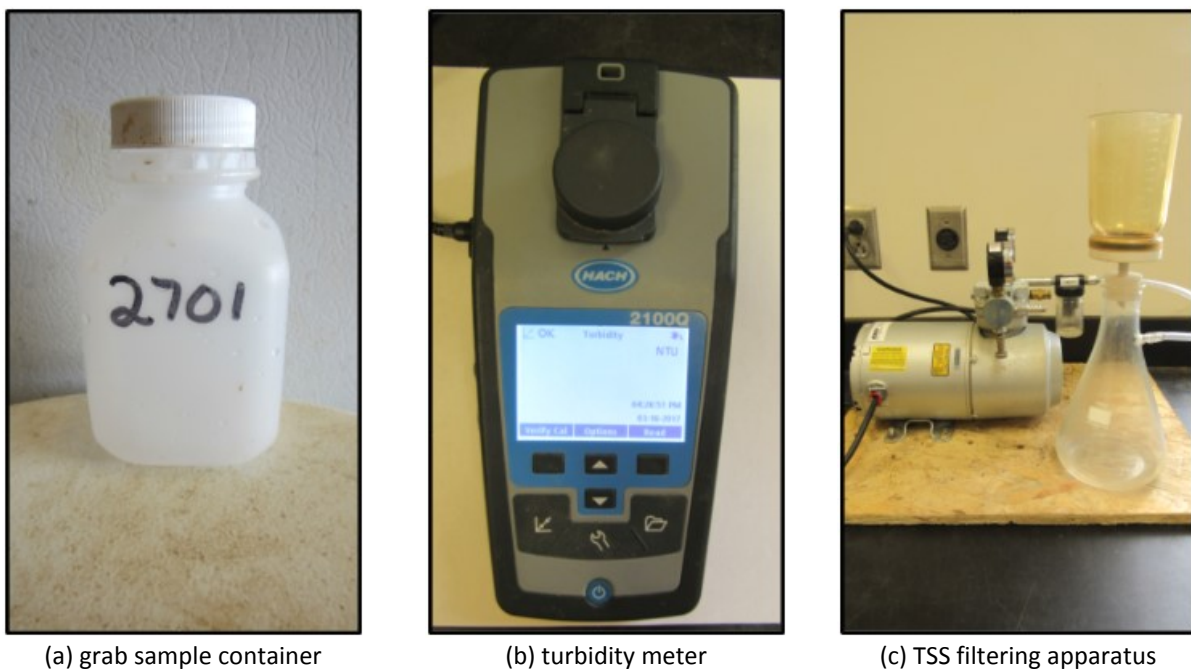 2701
HACH
2100Q
OK Turbidity
NTU
Verify Cal Options Read
(a) grab sample container
(b) turbidity meter
(c) TSS filtering apparatus